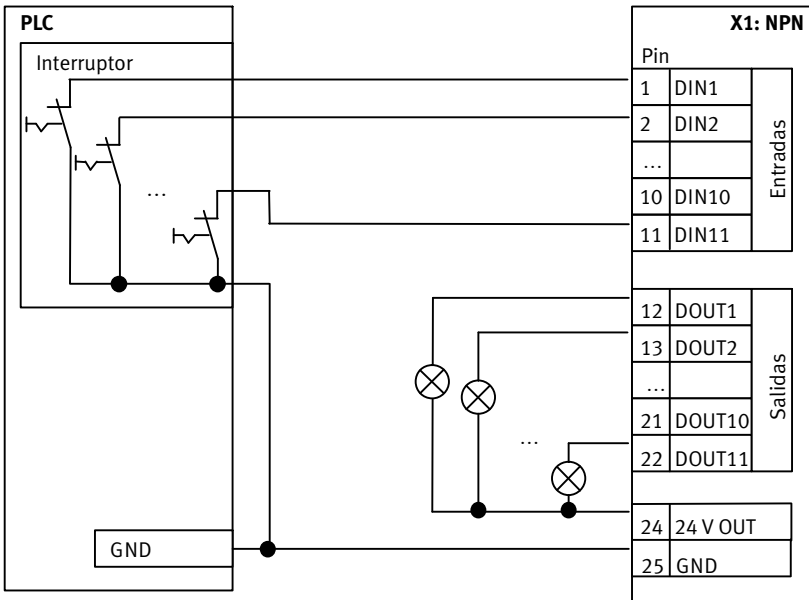 PLC
Interruptor
...
GND
X1: NPN
Pin
1 DIN1
2 DIN2
...
10 DIN10
11 DIN11
Entradas
12 DOUT1
13 DOUT2
...
21 DOUT10
22 DOUT11
Salidas
...
24 24 V OUT
25 GND